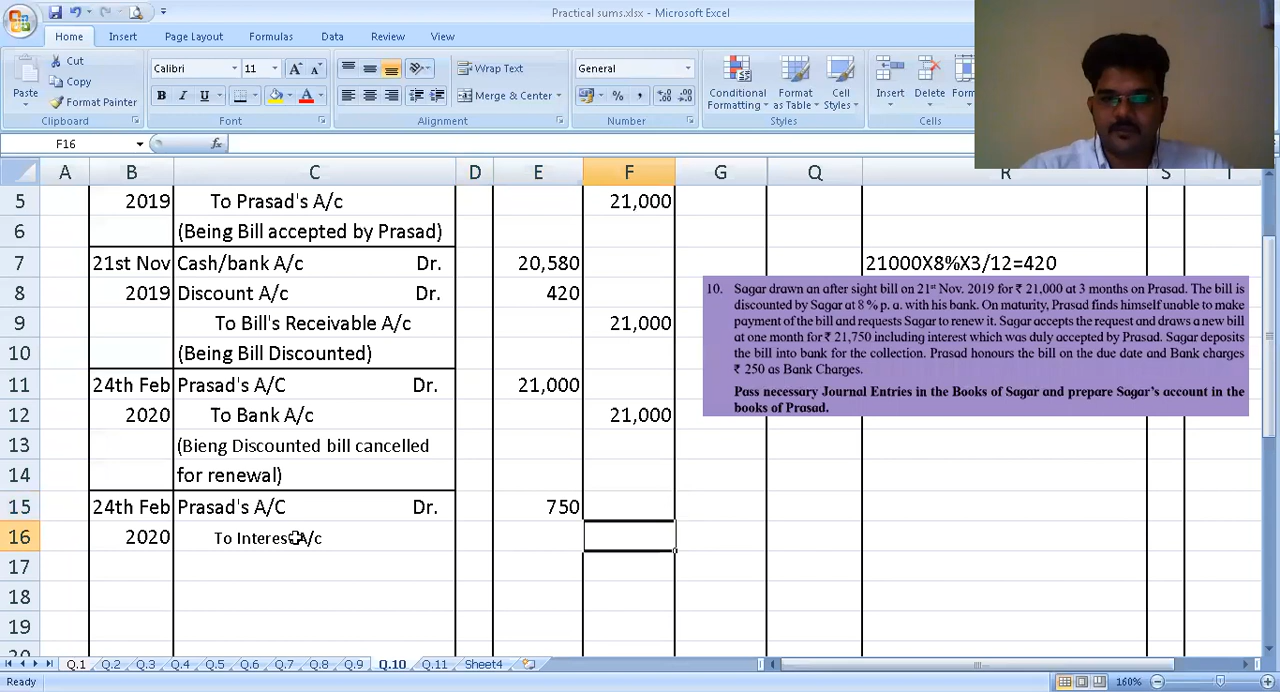 Practical sums.xlsx - Microsoft Excel
Home Insert Page Layout Formulas Data Review View
Paste
Cut
Copy
Format Painter
Calibri 11
B I U
Wrap Text
Merge & Center
General
% ,
Conditional Formatting
Format as Table
Cell Styles
Insert
Delete
Clipboard Font Alignment Number Styles Cells
F16 fx
A B C D E F G Q R S
5 2019 To Prasad's A/c 21,000
6 (Being Bill accepted by Prasad)
7 21st Nov Cash/bank A/c Dr. 20,580 21000X8%X3/12=420
8 2019 Discount A/c Dr. 420
9 To Bill's Receivable A/c 21,000
10 (Being Bill Discounted)
11 24th Feb Prasad's A/C Dr. 21,000
12 2020 To Bank A/c 21,000
13 (Bieng Discounted bill cancelled
14 for renewal)
15 24th Feb Prasad's A/C Dr. 750
16 2020 To Interest A/c
17
18
19
10. Sagar drawn an after sight bill on 21st Nov. 2019 for ₹ 21,000 at 3 months on Prasad. The bill is
discounted by Sagar at 8 % p. a. with his bank. On maturity, Prasad finds himself unable to make
payment of the bill and requests Sagar to renew it. Sagar accepts the request and draws a new bill
at one month for ₹ 21,750 including interest which was duly accepted by Prasad. Sagar deposits
the bill into bank for the collection. Prasad honours the bill on the due date and Bank charges
₹ 250 as Bank Charges.
Pass necessary Journal Entries in the Books of Sagar and prepare Sagar's account in the
books of Prasad.
Q.1 Q.2 Q.3 Q.4 Q.5 Q.6 Q.7 Q.8 Q.9 Q.10 Q.11 Sheet4
Ready 160%